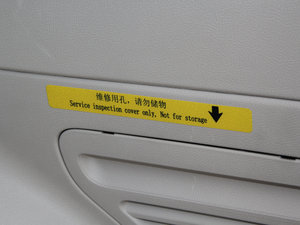 维修用孔，请勿储物
Service inspection cover only, Not for storage